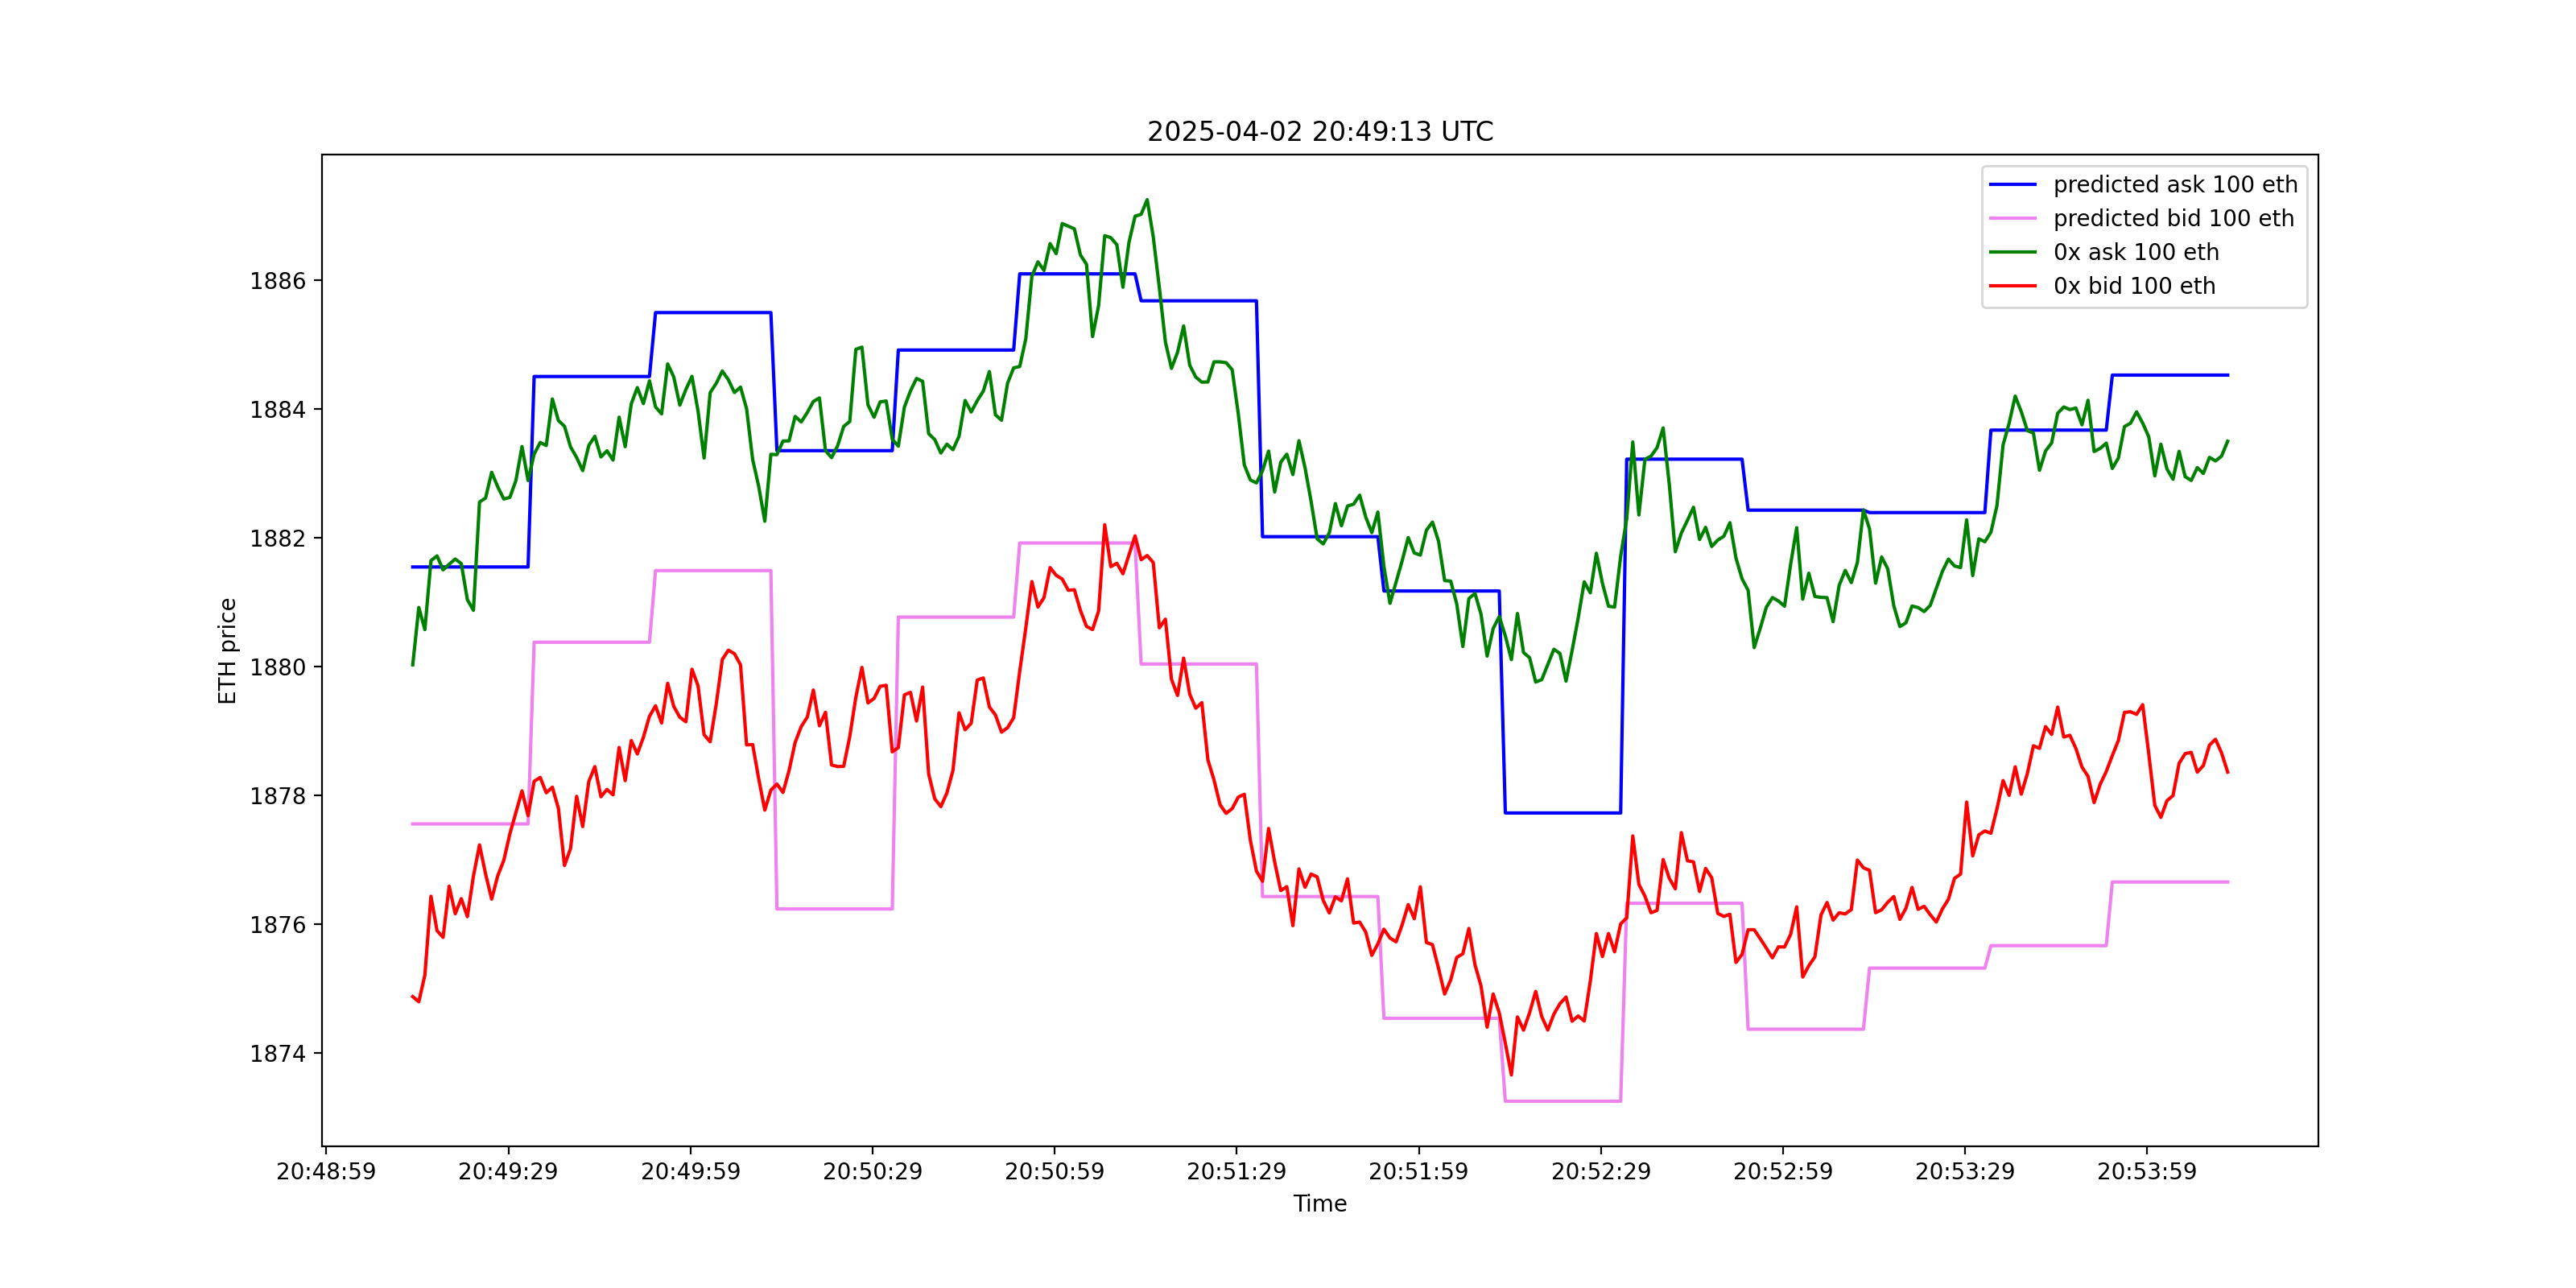 2025-04-02 20:49:13 UTC
predicted ask 100 eth
predicted bid 100 eth
0x ask 100 eth
0x bid 100 eth
ETH price
1886
1884
1882
1880
1878
1876
1874
20:48:59 20:49:29 20:49:59 20:50:29 20:50:59 20:51:29 20:51:59 20:52:29 20:52:59 20:53:29 20:53:59
Time